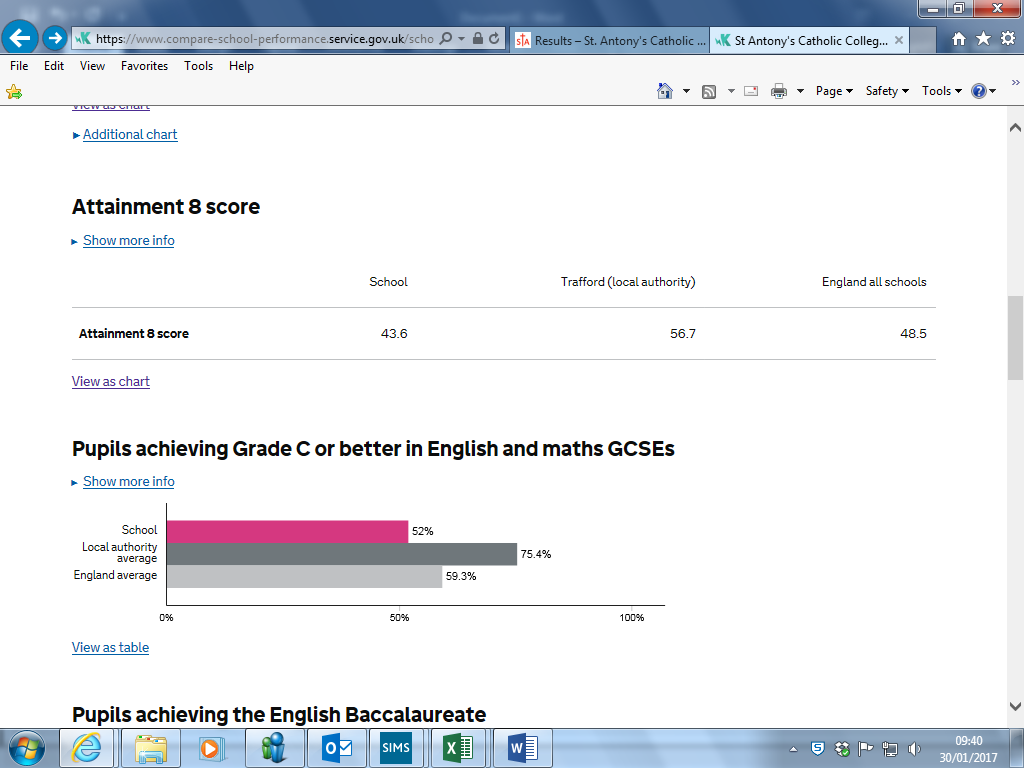 https://www.compare-school-performance.service.gov.uk/scho
Results – St. Antony's Catholic ...
St Antony's Catholic Colleg...
File Edit View Favorites Tools Help
Page Safety Tools
View as chart
Additional chart
Attainment 8 score
Show more info
School Trafford (local authority) England all schools
Attainment 8 score 43.6 56.7 48.5
View as chart
Pupils achieving Grade C or better in English and maths GCSEs
Show more info
School 52%
Local authority
average 75.4%
England average 59.3%
0% 50% 100%
View as table
Pupils achieving the English Baccalaureate
SIMS
09:40
30/01/2017